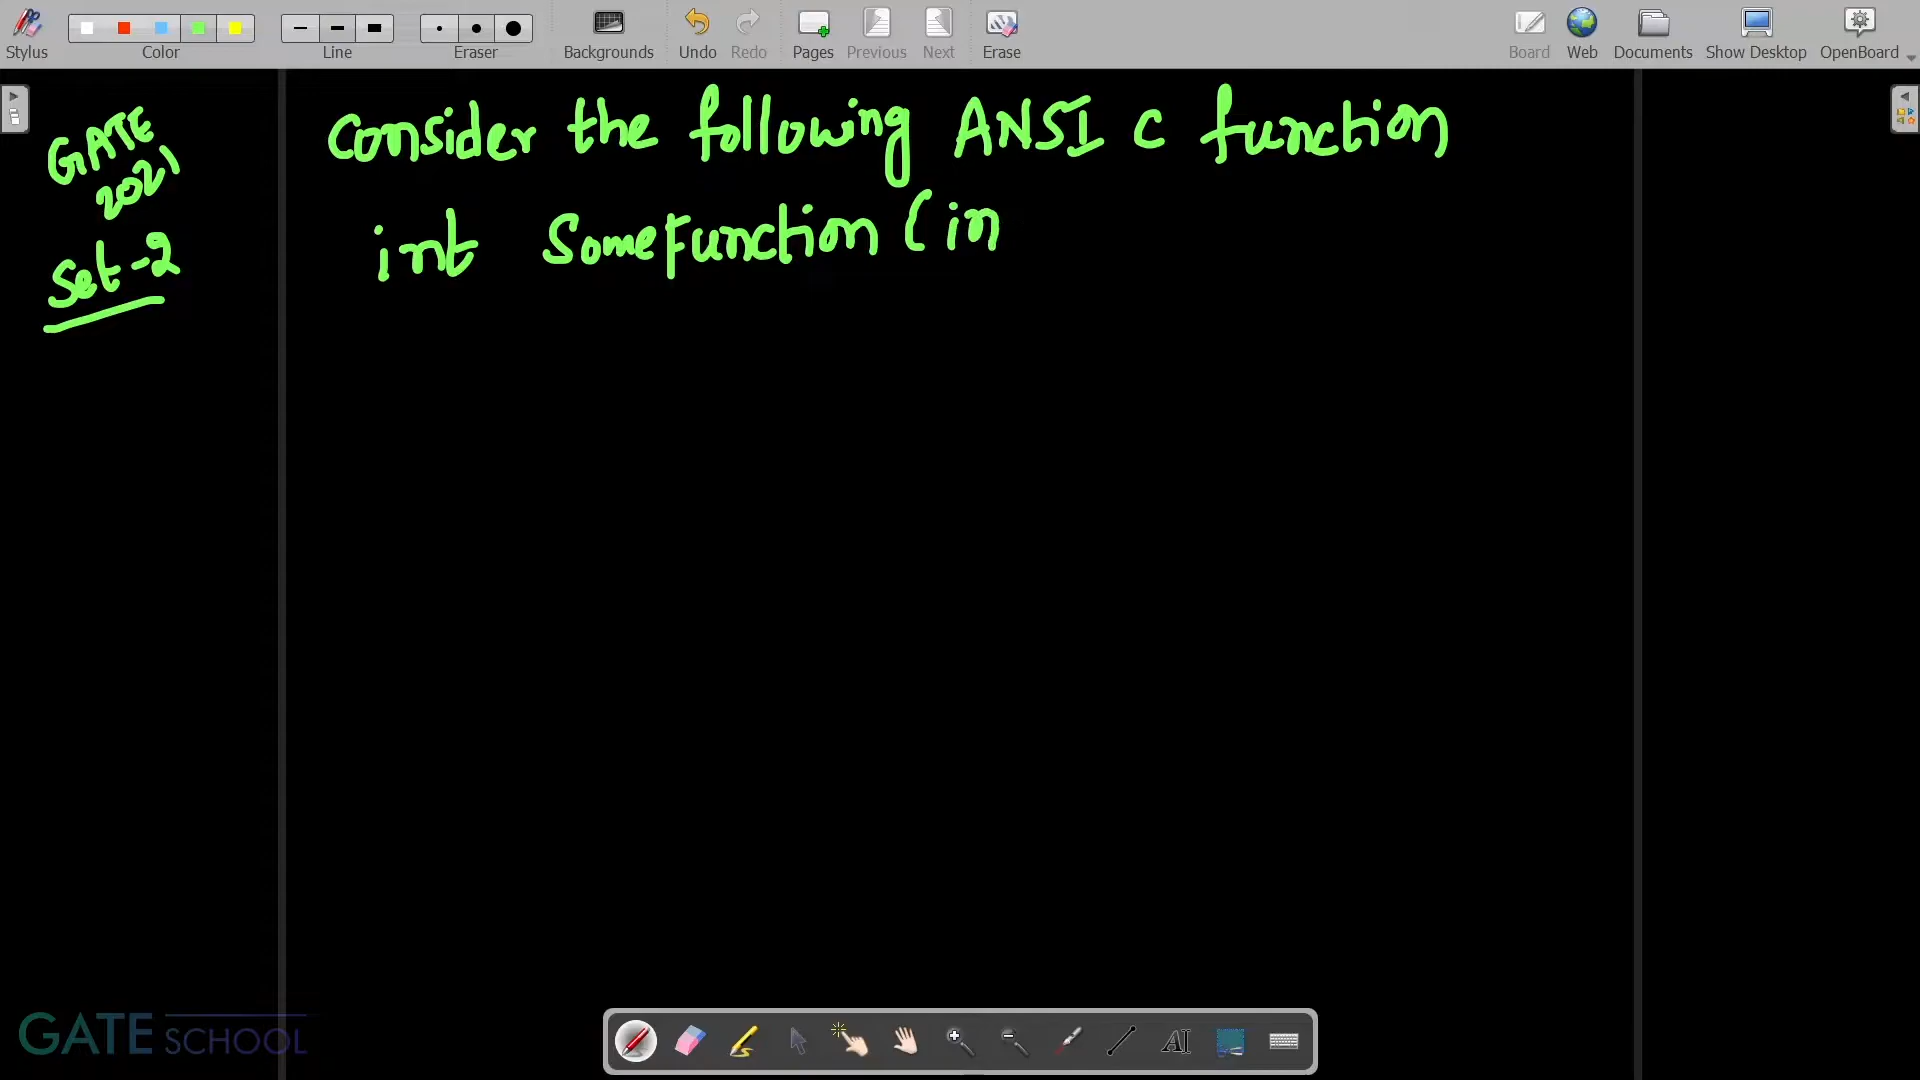 Stylus
Color
Line
Eraser
Backgrounds
Undo
Redo
Pages
Previous
Next
Erase
Board
Web
Documents
Show Desktop
OpenBoard
GATE
2021
Set-2
Consider the following ANSI C function
int SomeFunction (in
GATE SCHOOL
AI